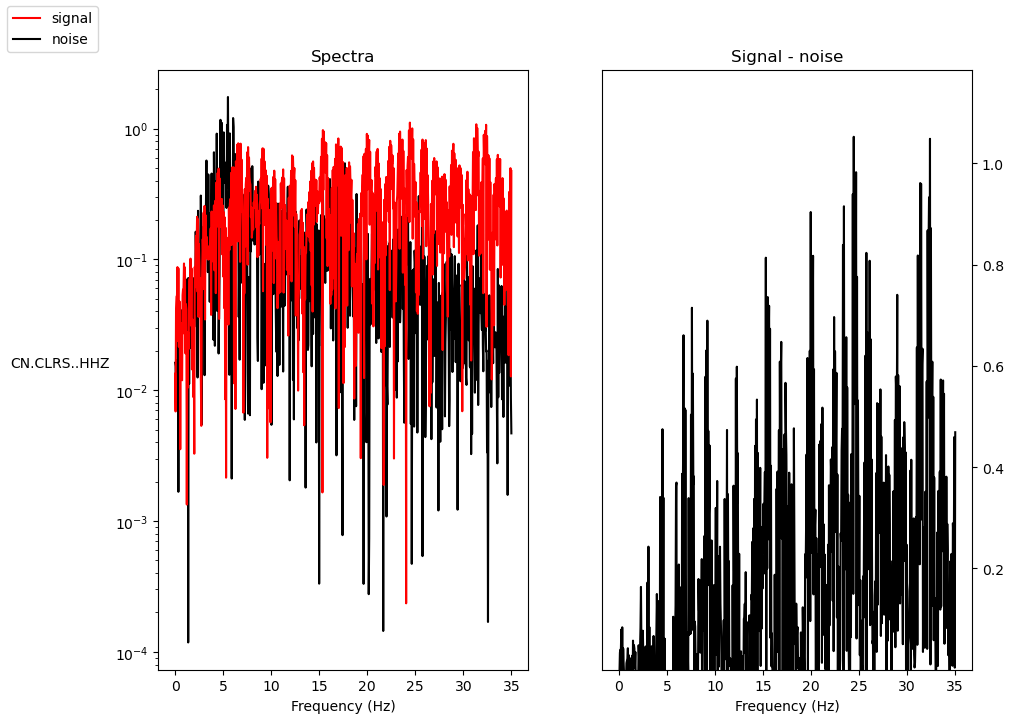 signal
noise
Spectra
Signal - noise
CN.CLRS..HHZ
10^0
10^-1
10^-2
10^-3
10^-4
1.0
0.8
0.6
0.4
0.2
0 5 10 15 20 25 30 35
0 5 10 15 20 25 30 35
Frequency (Hz)
Frequency (Hz)